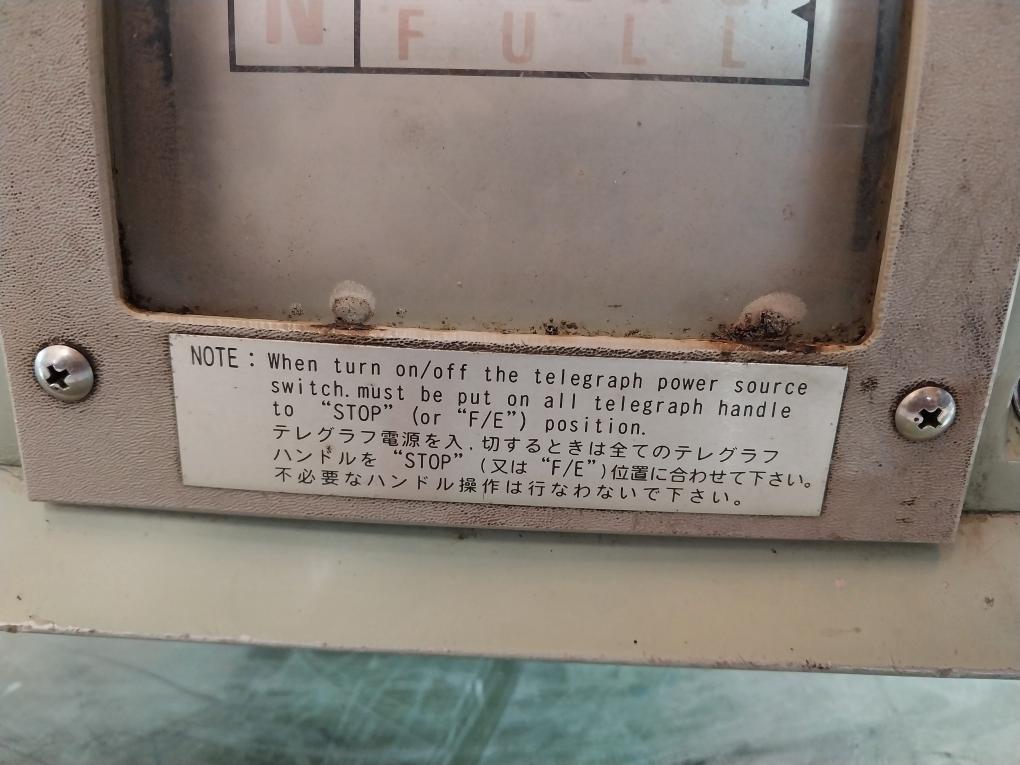 N
FULL
NOTE : When turn on/off the telegraph power source
switch. must be put on all telegraph handle
to “STOP” (or “F/E”) position.
テレグラフ電源を入．切するときは全てのテレグラフ
ハンドルを “STOP” (又は “F/E”)位置に合わせて下さい。
不必要なハンドル操作は行なわないで下さい。